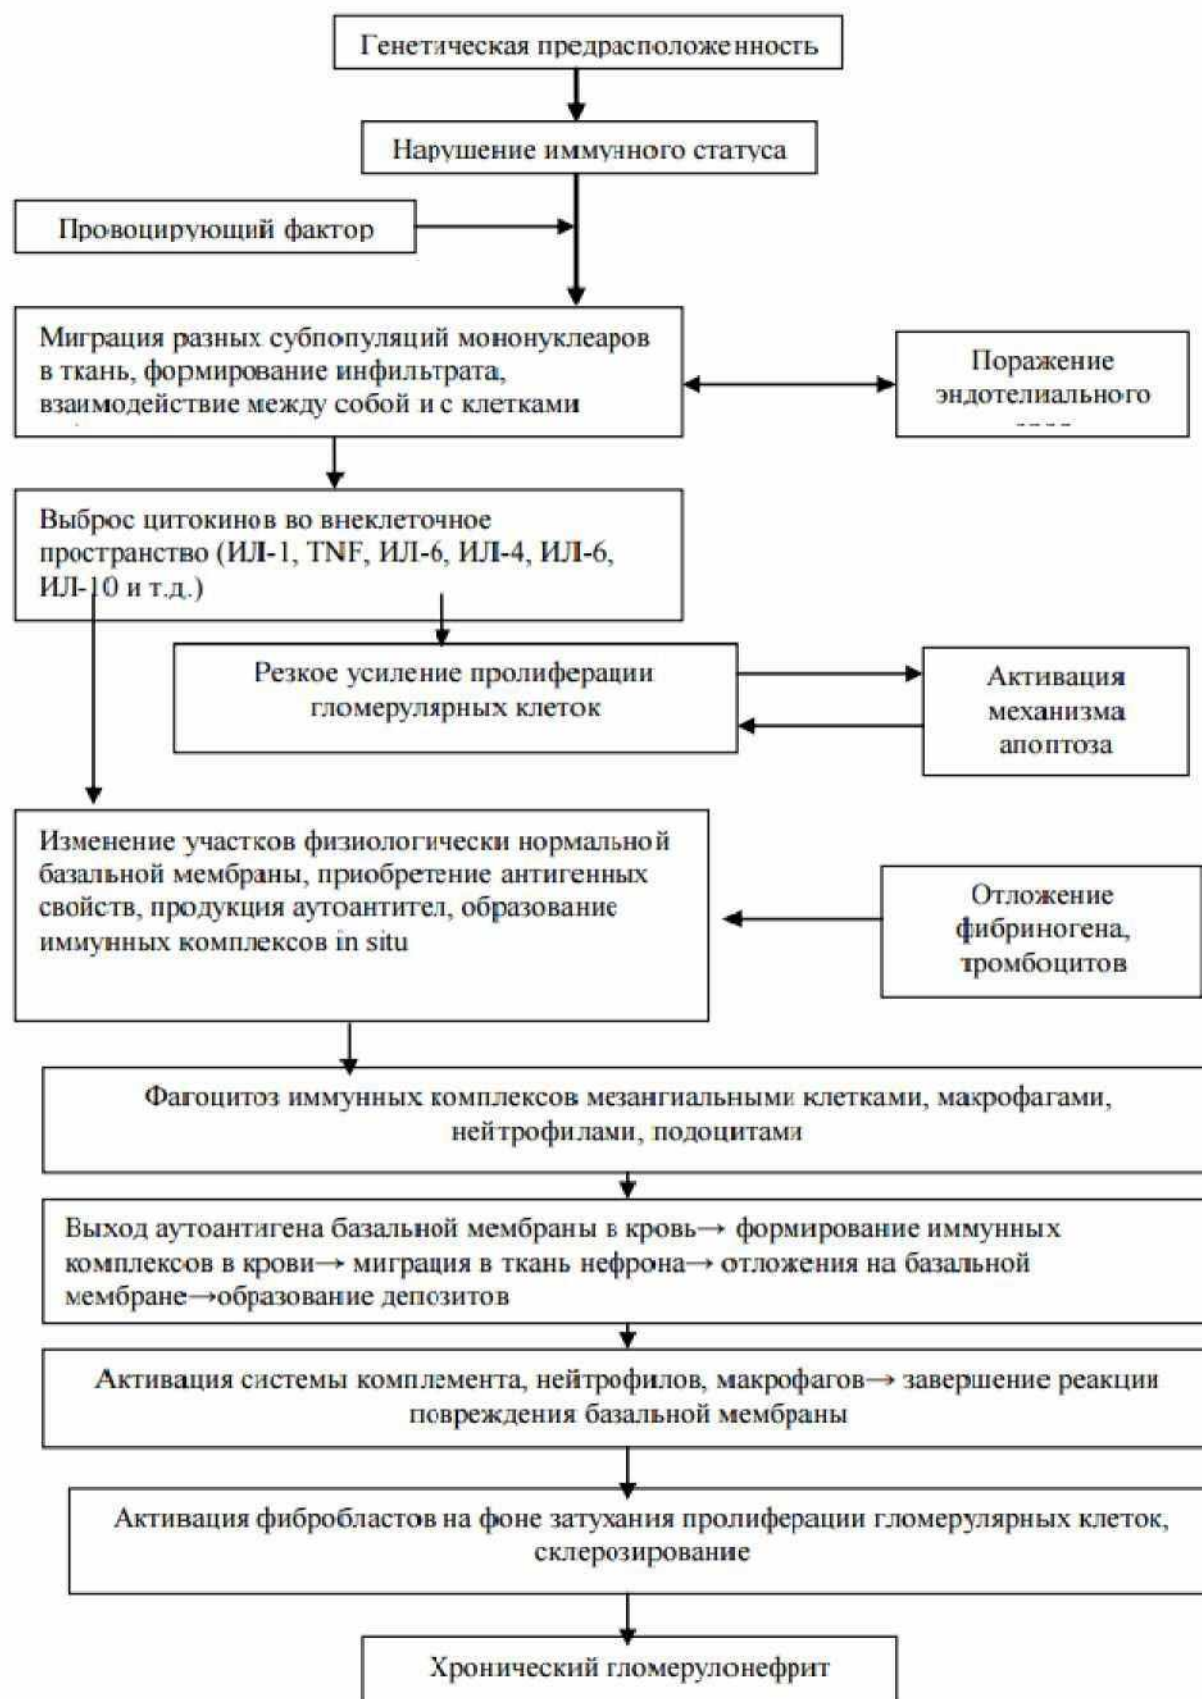 Генетическая предрасположенность
Нарушение иммунного статуса
Провоцирующий фактор
Миграция разных субпопуляций мононуклеаров
в ткань, формирование инфильтрата,
взаимодействие между собой и с клетками
Поражение
эндотелиального
Выброс цитокинов во внеклеточное
пространство (ИЛ-1, TNF, ИЛ-6, ИЛ-4, ИЛ-6,
ИЛ-10 и т.д.)
Резкое усиление пролиферации
гломерулярных клеток
Активация
механизма
апоптоза
Изменение участков физиологически нормальной
базальной мембраны, приобретение антигенных
свойств, продукция аутоантител, образование
иммунных комплексов in situ
Отложение
фибриногена,
тромбоцитов
Фагоцитоз иммунных комплексов мезангиальными клетками, макрофагами,
нейтрофилами, подоцитами
Выход аутоантигена базальной мембраны в кровь→ формирование иммунных
комплексов в крови→ миграция в ткань нефрона→ отложения на базальной
мембране→образование депозитов
Активация системы комплемента, нейтрофилов, макрофагов→ завершение реакции
повреждения базальной мембраны
Активация фибробластов на фоне затухания пролиферации гломерулярных клеток,
склерозирование
Хронический гломерулонефрит